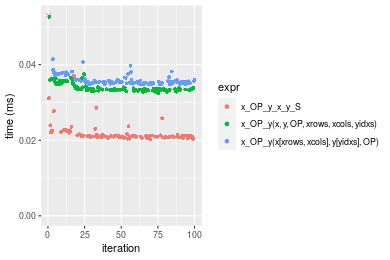 0.04
0.02
0.00
0 25 50 75 100
iteration
time (ms)
expr
x_OP_y_x_y_S
x_OP_y(x, y, OP, xrows, xcols, yidxs)
x_OP_y(x[xrows, xcols], y[yidxs], OP)